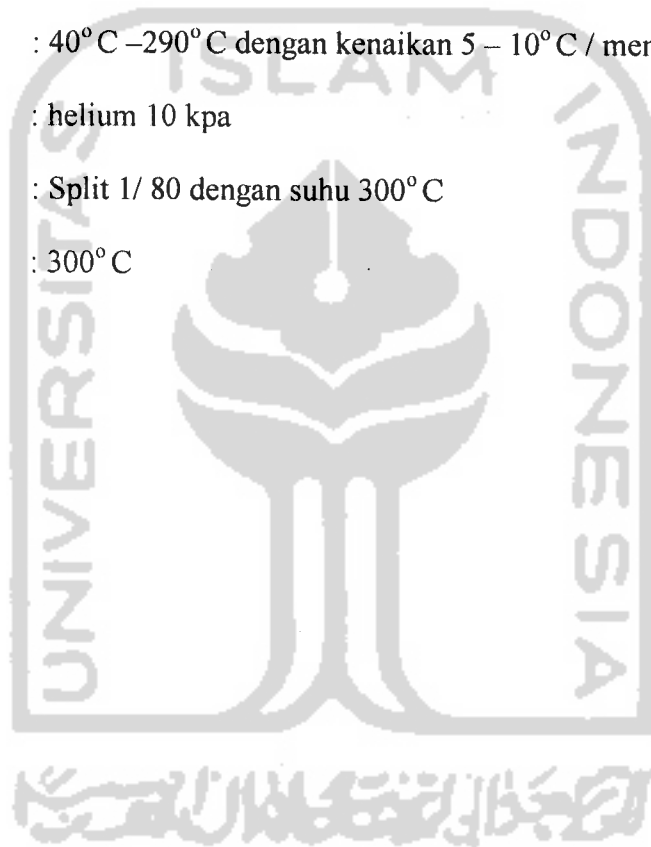 : 40° C –290° C dengan kenaikan 5 – 10° C / mer
: helium 10 kpa
: Split 1/ 80 dengan suhu 300° C
: 300° C
UNIVERSITAS
ISLAM
INDONESIA